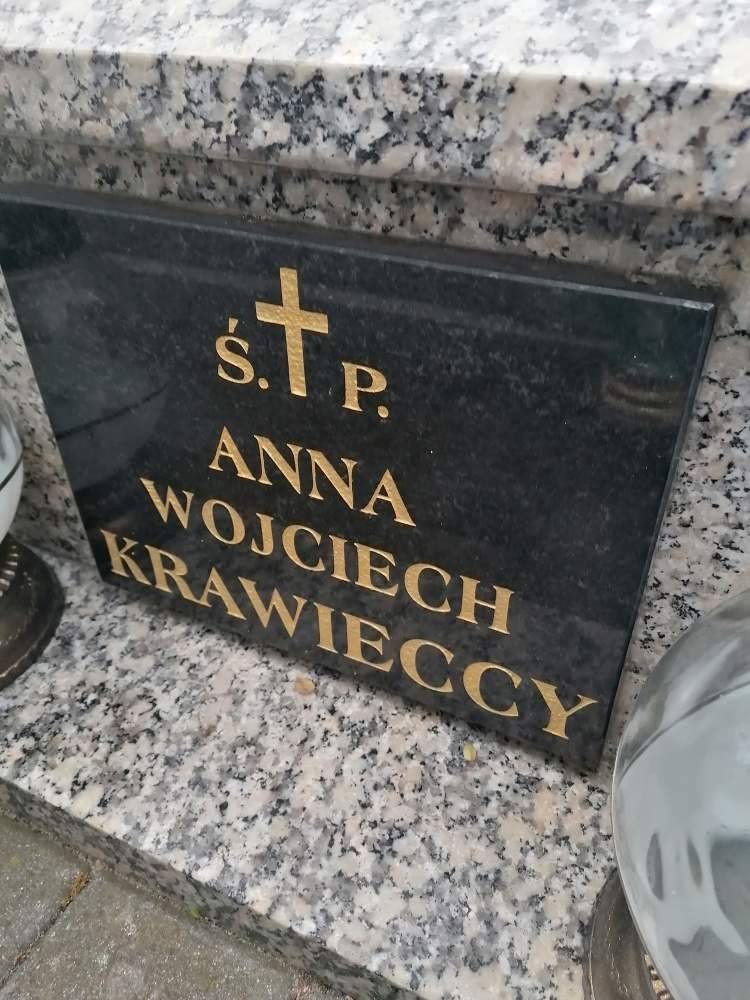 Ś. P.
ANNA
WOJCIECH
KRAWIECCY